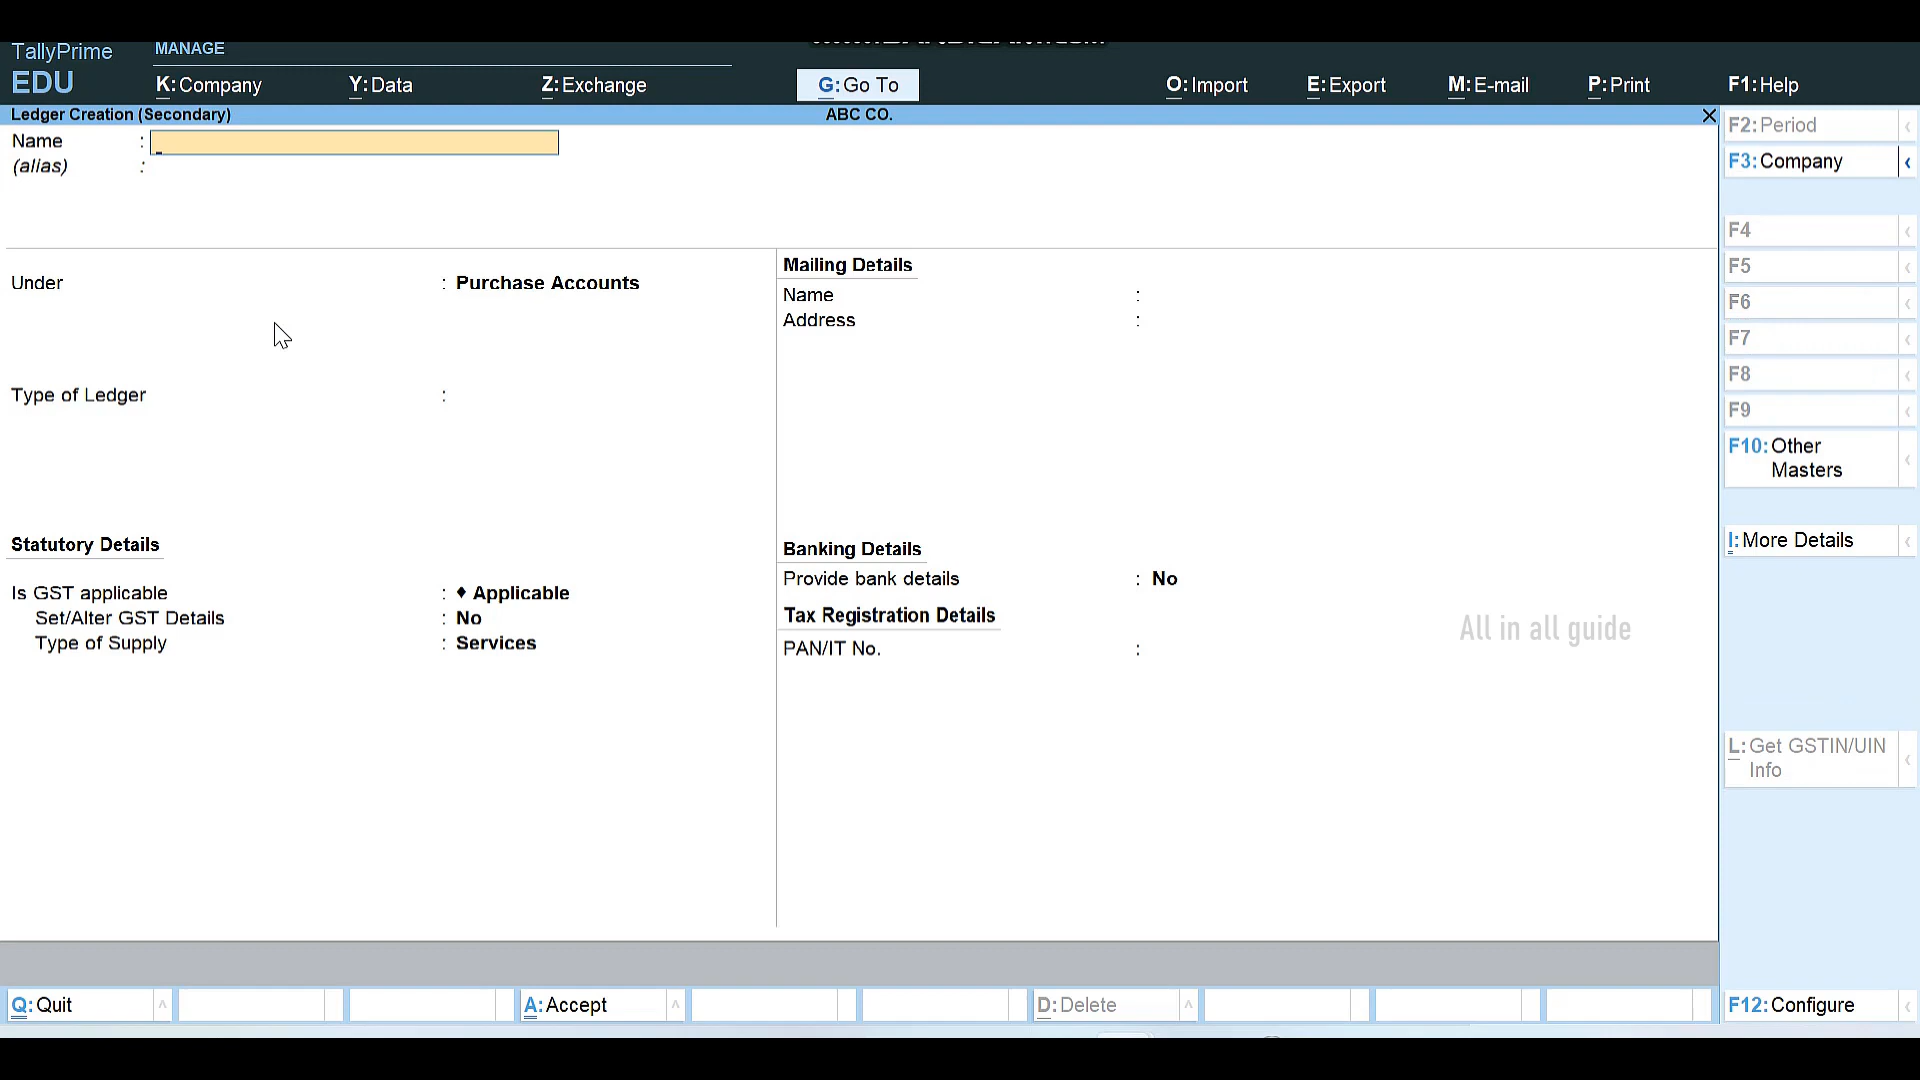 TallyPrime
MANAGE
EDU
K: Company
Y: Data
Z: Exchange
G: Go To
O: Import
E: Export
M: E-mail
P: Print
F1: Help
Ledger Creation (Secondary)
ABC CO.
Name :
(alias) :
Under : Purchase Accounts
Type of Ledger :
Statutory Details
Is GST applicable : ♦ Applicable
Set/Alter GST Details : No
Type of Supply : Services
Mailing Details
Name :
Address :
Banking Details
Provide bank details : No
Tax Registration Details
PAN/IT No. :
All in all guide
F2: Period
F3: Company
F4
F5
F6
F7
F8
F9
F10: Other
Masters
I: More Details
L: Get GSTIN/UIN
Info
Q: Quit
A: Accept
D: Delete
F12: Configure